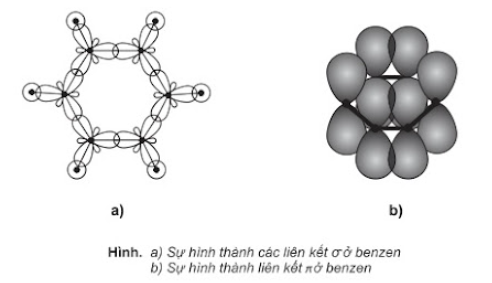 a)
b)
Hình. a) Sự hình thành các liên kết σ ở benzen
b) Sự hình thành liên kết π ở benzen